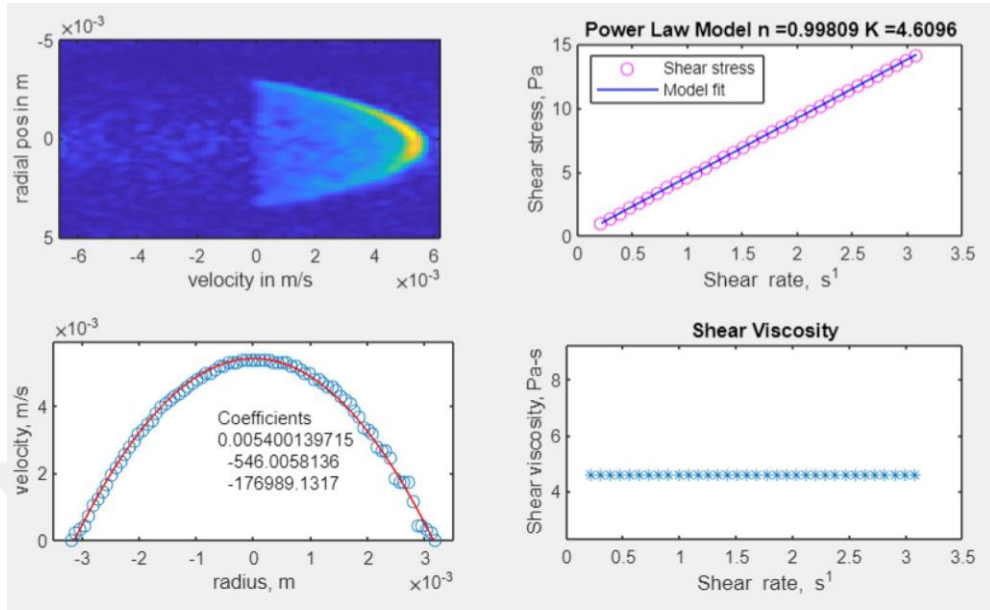 ×10⁻³
-5
0
5
radial pos in m
-6 -4 -2 0 2 4 6
velocity in m/s
×10⁻³
Power Law Model n =0.99809 K =4.6096
15
10
5
0
Shear stress, Pa
Shear stress
Model fit
0 0.5 1 1.5 2 2.5 3 3.5
Shear rate, s¹
×10⁻³
4
2
0
velocity, m/s
Coefficients
0.005400139715
-546.0058136
-176989.1317
-3 -2 -1 0 1 2 3
radius, m
×10⁻³
Shear Viscosity
8
6
4
Shear viscosity, Pa-s
0 0.5 1 1.5 2 2.5 3 3.5
Shear rate, s¹